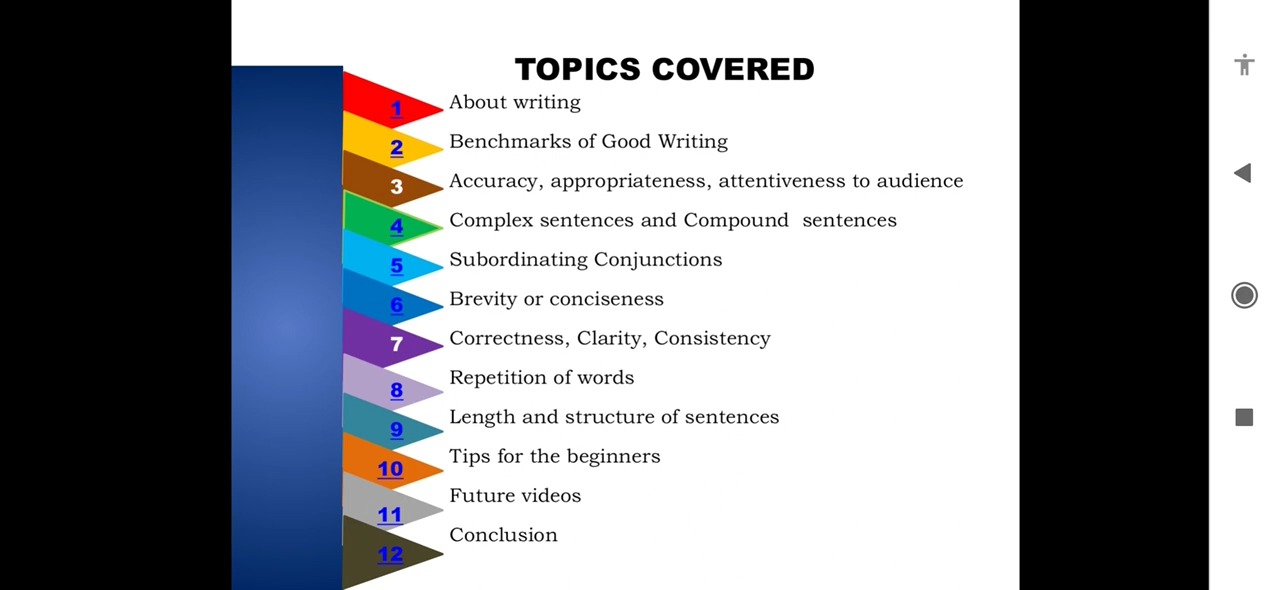 TOPICS COVERED
1 About writing
2 Benchmarks of Good Writing
3 Accuracy, appropriateness, attentiveness to audience
4 Complex sentences and Compound  sentences
5 Subordinating Conjunctions
6 Brevity or conciseness
7 Correctness, Clarity, Consistency
8 Repetition of words
9 Length and structure of sentences
10 Tips for the beginners
11 Future videos
12 Conclusion